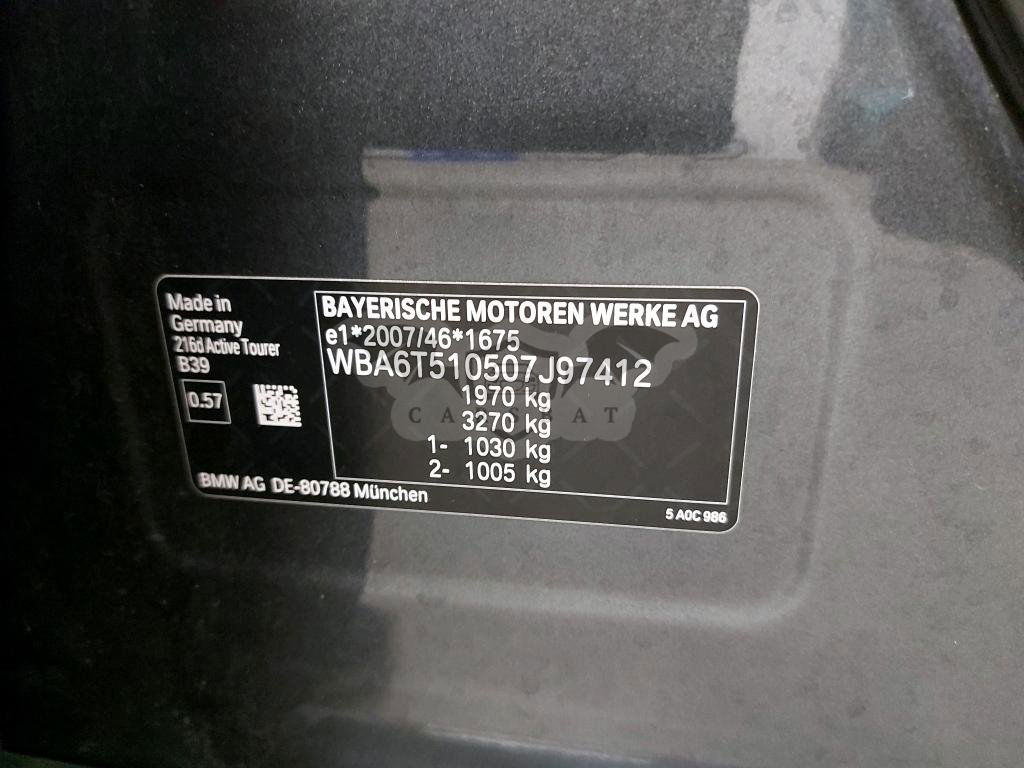 Made in
Germany
216d Active Tourer
B39
0.57
BAYERISCHE MOTOREN WERKE AG
e1*2007/46*1675
WBA6T510507J97412
1970 kg
3270 kg
1- 1030 kg
2- 1005 kg
BMW AG DE-80788 München
5 A0C 986